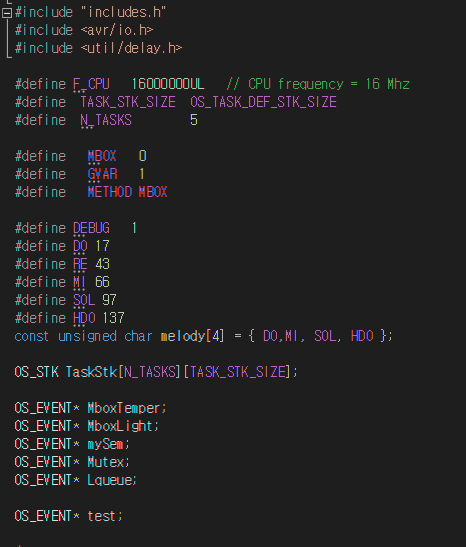 #include "includes.h"
#include <avr/io.h>
#include <util/delay.h>
#define F_CPU 16000000UL // CPU frequency = 16 Mhz
#define TASK_STK_SIZE OS_TASK_DEF_STK_SIZE
#define N_TASKS 5
#define MBOX 0
#define GVAR 1
#define METHOD MBOX
#define DEBUG 1
#define DO 17
#define RE 43
#define MI 66
#define SOL 97
#define HDO 137
const unsigned char melody[4] = { DO,MI, SOL, HDO };
OS_STK TaskStk[N_TASKS][TASK_STK_SIZE];
OS_EVENT* MboxTemper;
OS_EVENT* MboxLight;
OS_EVENT* mySem;
OS_EVENT* Mutex;
OS_EVENT* Lqueue;
OS_EVENT* test;